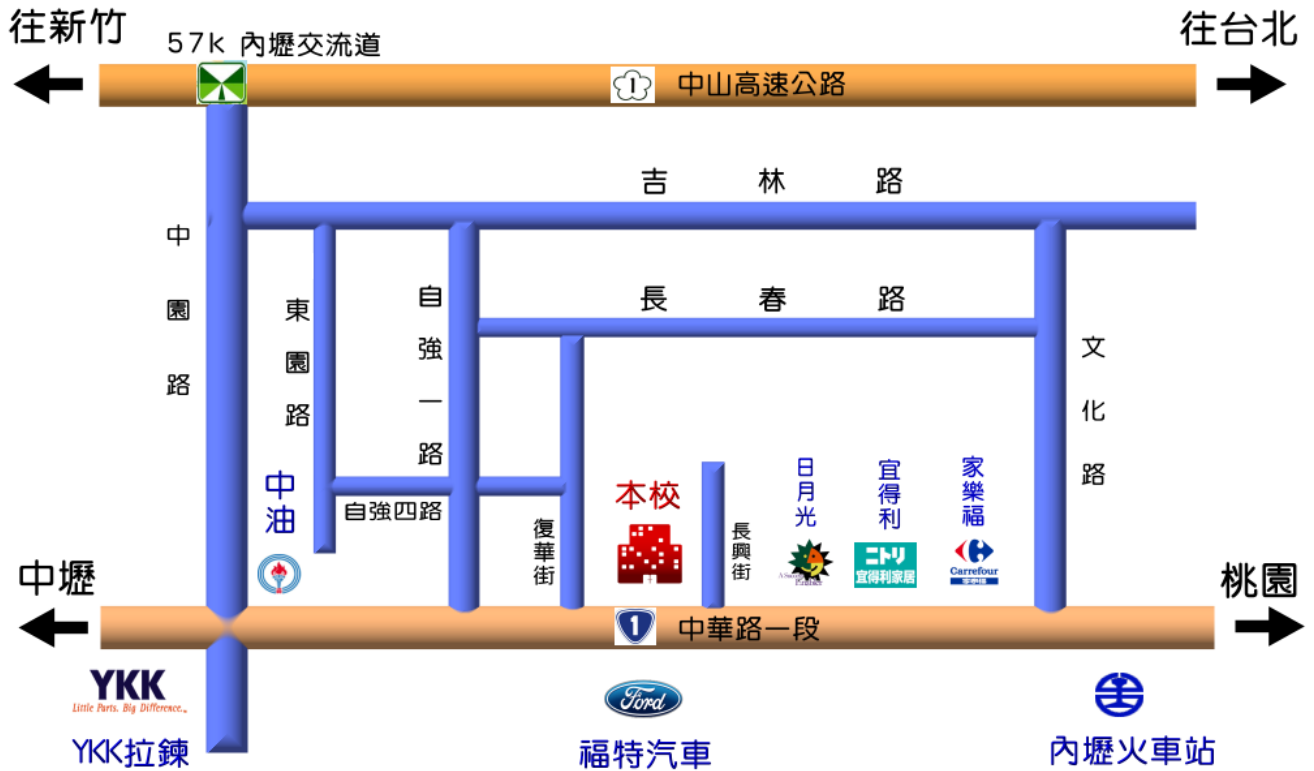 往新竹
57k 內壢交流道
往台北
1
中山高速公路
吉林路
中園路
東園路
自強一路
長春路
文化路
中油
自強四路
復華街
本校
長興街
日月光
宜得利
家樂福
ニトリ
宜得利家居
Carrefour
家樂福
中壢
桃園
1
中華路一段
YKK
Little Parts. Big Difference.
YKK拉鍊
Ford
福特汽車
內壢火車站